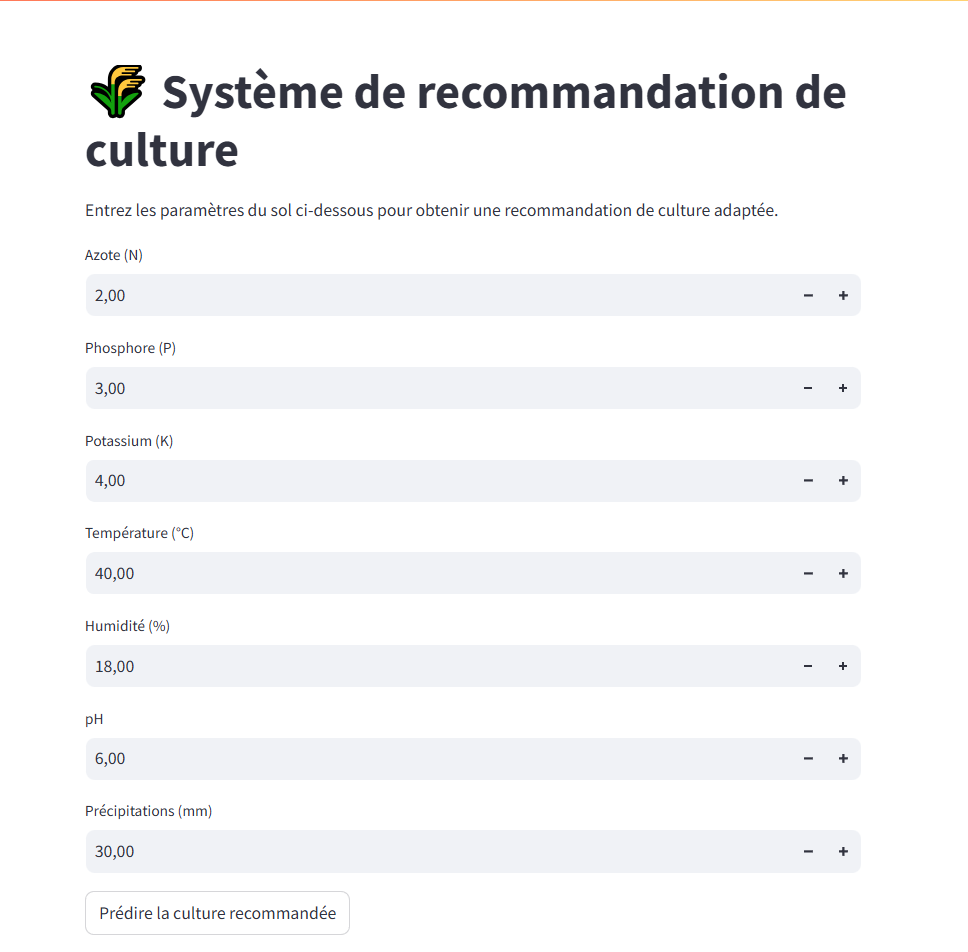 Système de recommandation de
culture
Entrez les paramètres du sol ci-dessous pour obtenir une recommandation de culture adaptée.
Azote (N)
2,00
Phosphore (P)
3,00
Potassium (K)
4,00
Température (°C)
40,00
Humidité (%)
18,00
pH
6,00
Précipitations (mm)
30,00
Prédire la culture recommandée